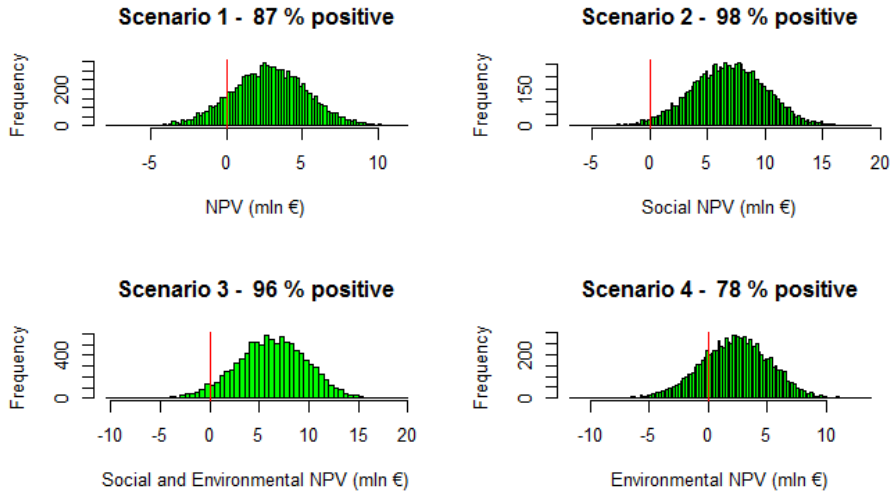 Scenario 1 -  87 % positive
Frequency
0 200
-5 0 5 10
NPV (mln €)
Scenario 2 -  98 % positive
Frequency
0 150
-5 0 5 10 15 20
Social NPV (mln €)
Scenario 3 -  96 % positive
Frequency
0 400
-10 -5 0 5 10 15 20
Social and Environmental NPV (mln €)
Scenario 4 -  78 % positive
Frequency
0 200
-10 -5 0 5 10
Environmental NPV (mln €)